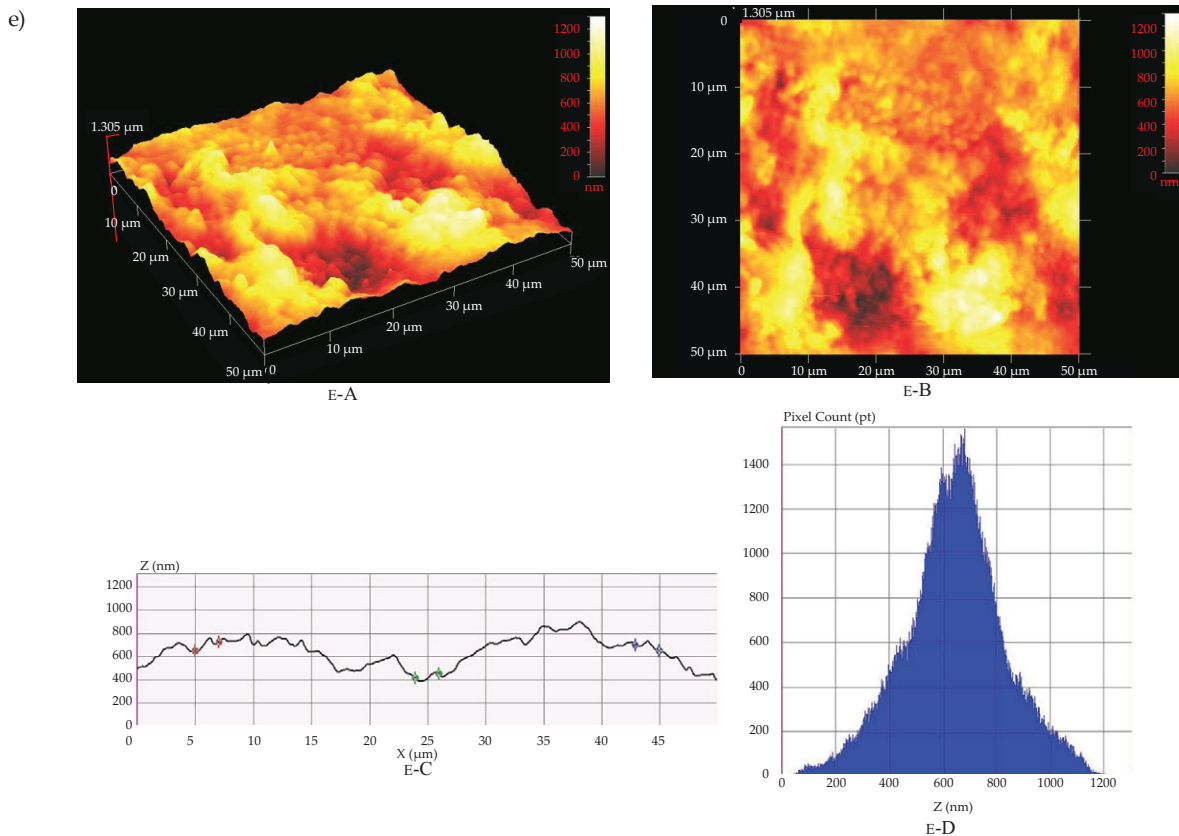 e)
1.305 µm
0
10 µm
20 µm
30 µm
40 µm
50 µm
0
10 µm
20 µm
30 µm
40 µm
50 µm
1200
1000
800
600
400
200
0
nm
E-A
1.305 µm
0
10 µm
20 µm
30 µm
40 µm
50 µm
0
10 µm
20 µm
30 µm
40 µm
50 µm
1200
1000
800
600
400
200
0
nm
E-B
Z (nm)
1200
1000
800
600
400
200
0
0 5 10 15 20 25 30 35 40 45
X (µm)
E-C
Pixel Count (pt)
1400
1200
1000
800
600
400
200
0
0 200 400 600 800 1000 1200
Z (nm)
E-D